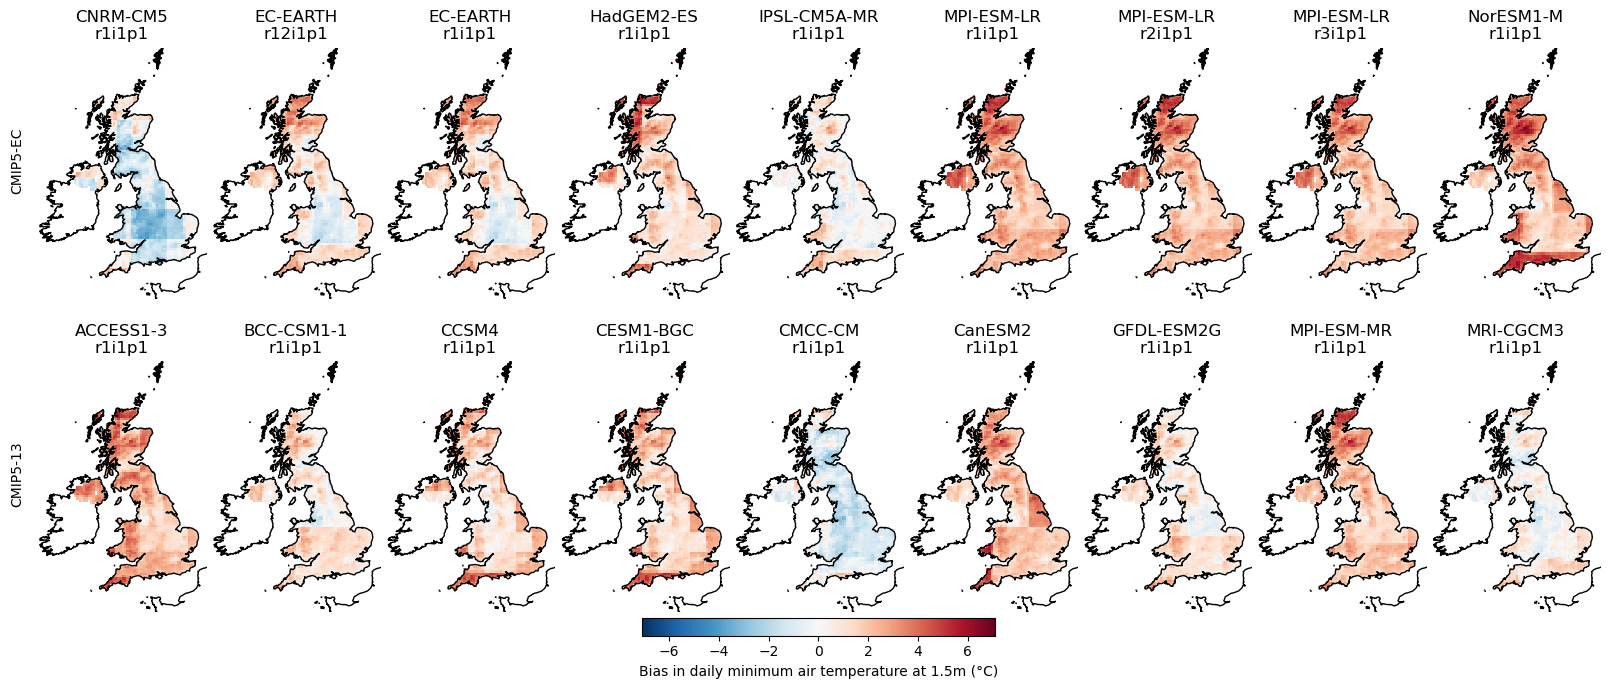 CNRM-CM5 EC-EARTH EC-EARTH HadGEM2-ES IPSL-CM5A-MR MPI-ESM-LR MPI-ESM-LR MPI-ESM-LR NorESM1-M
r1i1p1 r12i1p1 r1i1p1 r1i1p1 r1i1p1 r1i1p1 r2i1p1 r3i1p1 r1i1p1
CMIP5-EC
ACCESS1-3 BCC-CSM1-1 CCSM4 CESM1-BGC CMCC-CM CanESM2 GFDL-ESM2G MPI-ESM-MR MRI-CGCM3
r1i1p1 r1i1p1 r1i1p1 r1i1p1 r1i1p1 r1i1p1 r1i1p1 r1i1p1 r1i1p1
CMIP5-13
−6 −4 −2 0 2 4 6
Bias in daily minimum air temperature at 1.5m (°C)